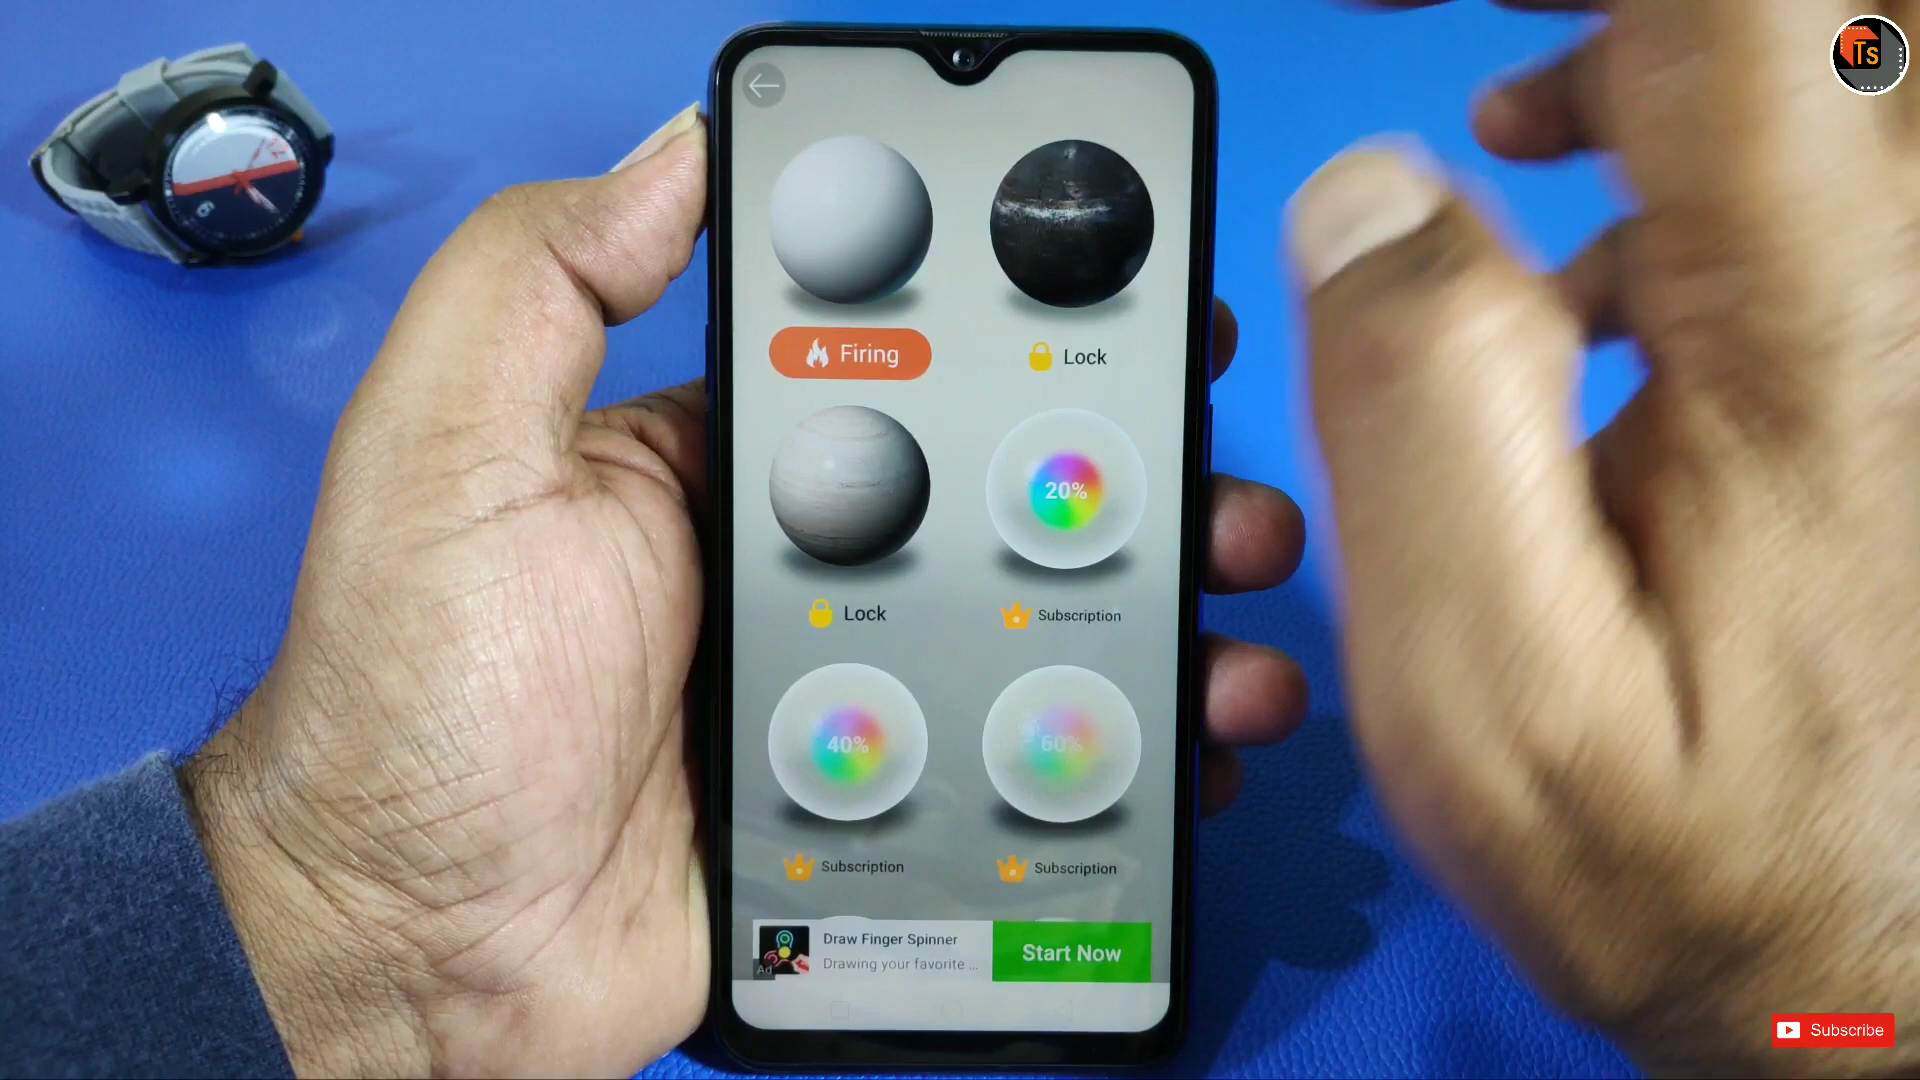 Ts
Firing
Lock
Lock
20%
Subscription
40%
60%
Subscription
Subscription
Draw Finger Spinner
Drawing your favorite ...
Ad
Start Now
Subscribe